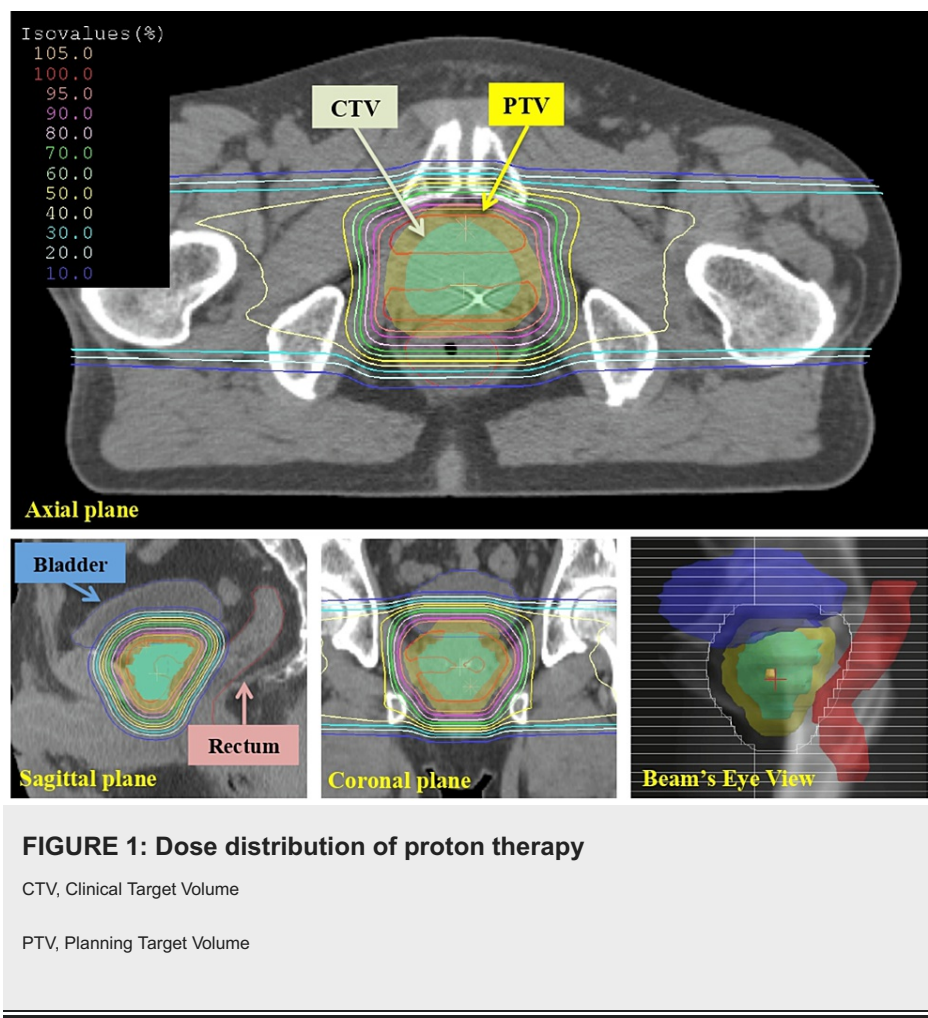 Isovalues(%)
105.0
100.0
95.0
90.0
80.0
70.0
60.0
50.0
40.0
30.0
20.0
10.0
CTV
PTV
Axial plane
Bladder
Rectum
Sagittal plane
Coronal plane
Beam's Eye View
FIGURE 1: Dose distribution of proton therapy
CTV, Clinical Target Volume
PTV, Planning Target Volume